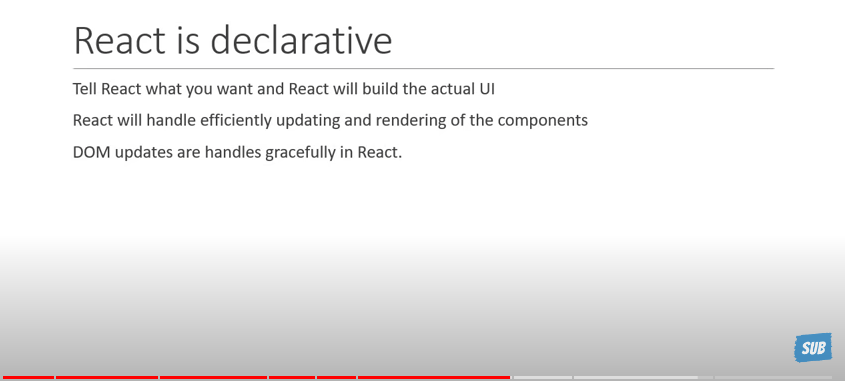 React is declarative
Tell React what you want and React will build the actual UI
React will handle efficiently updating and rendering of the components
DOM updates are handles gracefully in React.
SUB